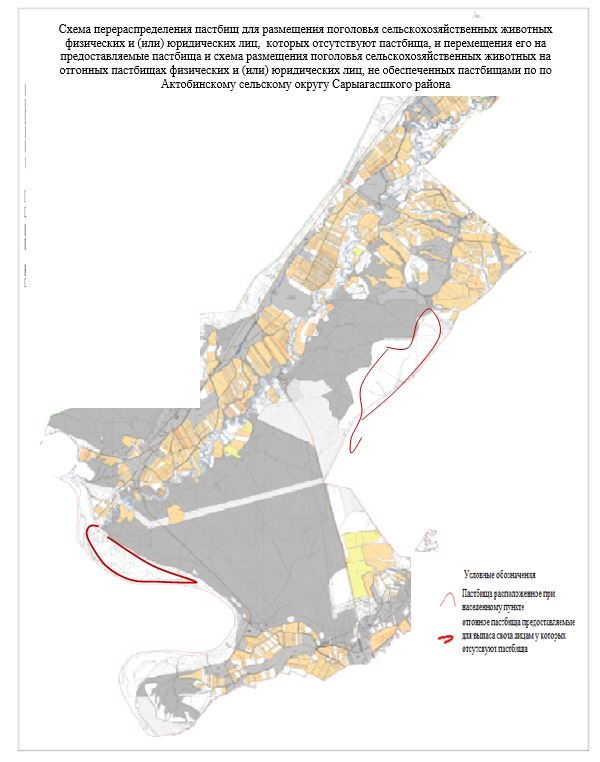 Схема перераспределения пастбищ для размещения поголовья сельскохозяйственных животных
физических и (или) юридических лиц, которых отсутствуют пастбища, и перемещения его на
предоставляемые пастбища и схема размещения поголовья сельскохозяйственных животных на
отгонных пастбищах физических и (или) юридических лиц, не обеспеченных пастбищами по по
Актобинскому сельскому округу Сарыагасшкого района
Условные обозначения
Пастбища расположенное при
населенному пункте
отгонное пастбища предоставляемые
для выпаса скота лицам у которых
отсутсвуют пастбища